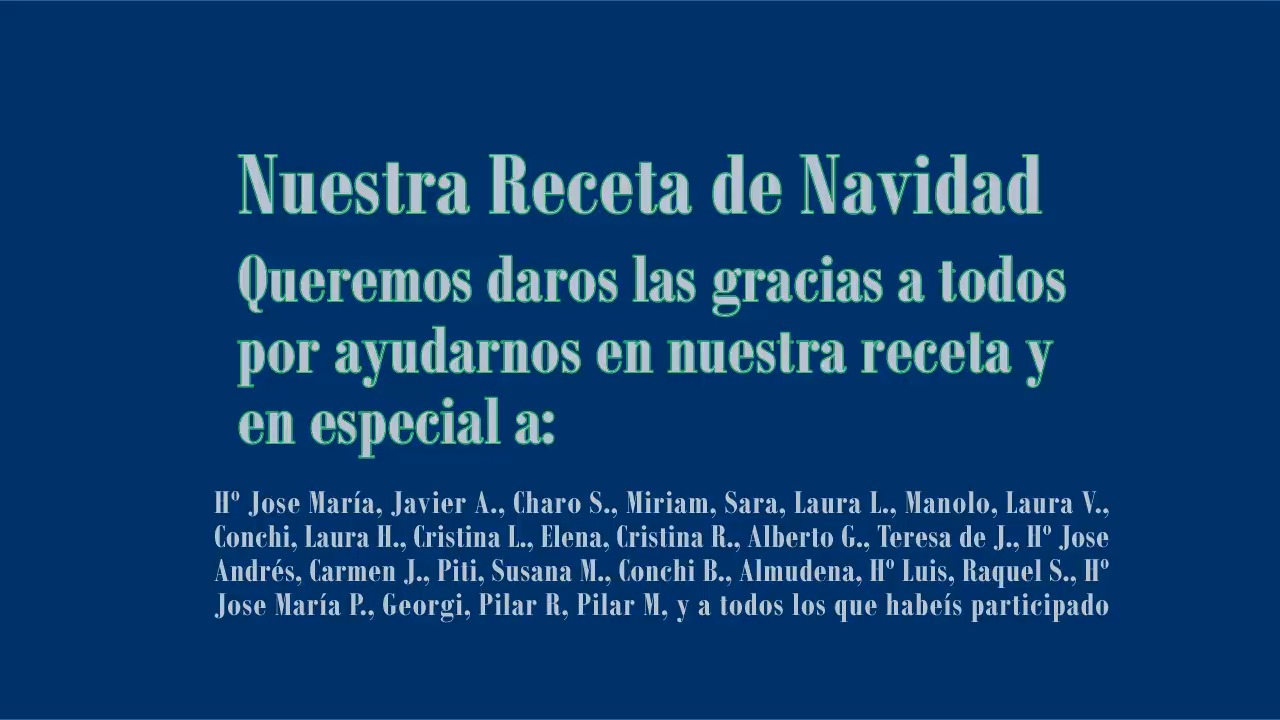 Nuestra Receta de Navidad
Queremos daros las gracias a todos
por ayudarnos en nuestra receta y
en especial a:
Hº Jose María, Javier A., Charo S., Miriam, Sara, Laura L., Manolo, Laura V.,
Conchi, Laura H., Cristina L., Elena, Cristina R., Alberto G., Teresa de J., Hº Jose
Andrés, Carmen J., Piti, Susana M., Conchi B., Almudena, Hº Luis, Raquel S., Hº
Jose María P., Georgi, Pilar R, Pilar M, y a todos los que habeís participado